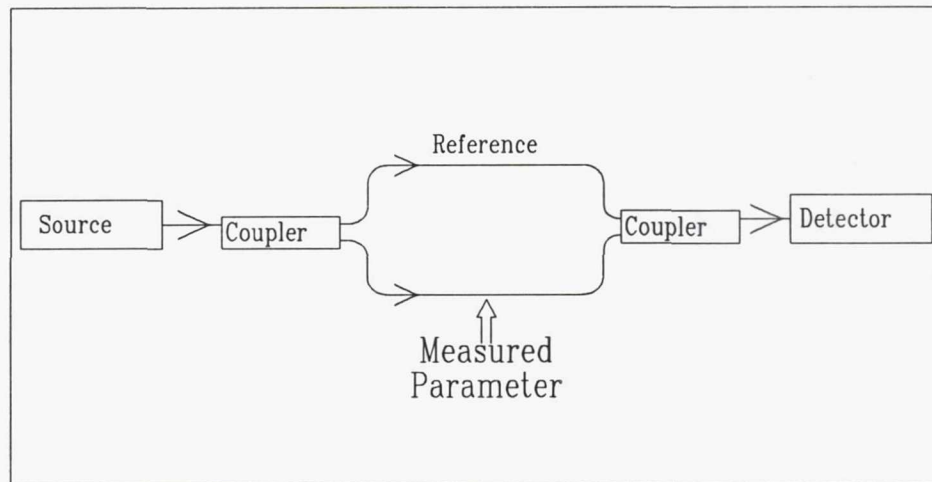 Reference
Source
Coupler
Coupler
Detector
Measured
Parameter